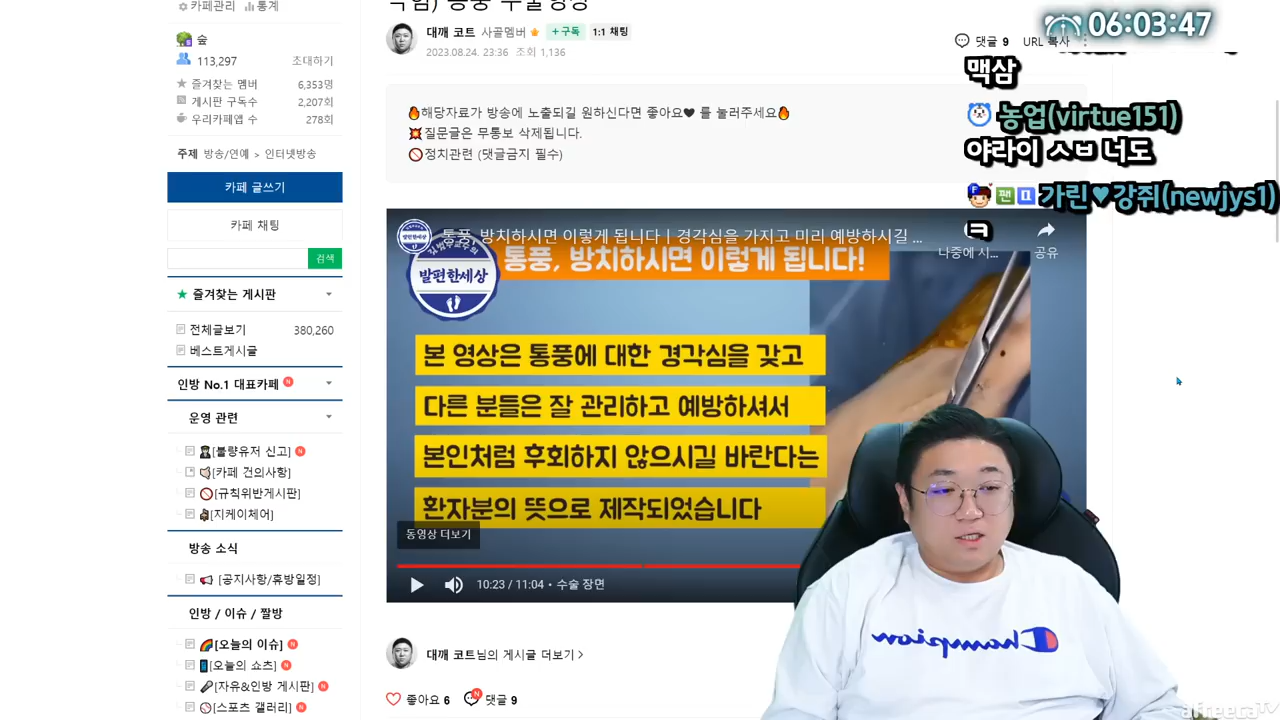 카페관리 통계
숲
113,297 초대하기
즐겨찾는 멤버 6,353명
게시판 구독수 2,207회
우리카페앱 수 278회
주제 방송/연예 > 인터넷방송
카페 글쓰기
카페 채팅
검색
즐겨찾는 게시판
전체글보기 380,260
베스트게시글
인방 No.1 대표카페 N
운영 관련
[불량유저 신고] N
[카페 건의사항]
[규칙위반게시판]
[지케이체어]
방송 소식
[공지사항/휴방일정]
인방 / 이슈 / 짤방
[오늘의 이슈] N
[오늘의 쇼츠] N
[자유&인방 게시판] N
[스포츠 갤러리] N
통풍 수술영상
대깨 코트 사골멤버 + 구독 1:1 채팅
2023.08.24. 23:36 조회 1,136
댓글 9 URL 복사
해당자료가 방송에 노출되길 원하신다면 좋아요♥ 를 눌러주세요
질문글은 무통보 삭제됩니다.
정치관련 (댓글금지 필수)
발편한세상
통풍, 방치하시면 이렇게 됩니다 | 경각심을 가지고 미리 예방하시길 ...
나중에 시...
공유
발편한세상
통풍, 방치하시면 이렇게 됩니다!
본 영상은 통풍에 대한 경각심을 갖고
다른 분들은 잘 관리하고 예방하셔서
본인처럼 후회하지 않으시길 바란다는
환자분의 뜻으로 제작되었습니다
동영상 더보기
10:23 / 11:04 • 수술 장면
대깨 코트님의 게시글 더보기 >
좋아요 6 댓글 9
06:03:47
맥삼
농업(virtue151)
야라이 ㅅㅂ 너도
F 팬 가린♥강쥐(newjys1)
ㅋ
Champion
afreecaTV